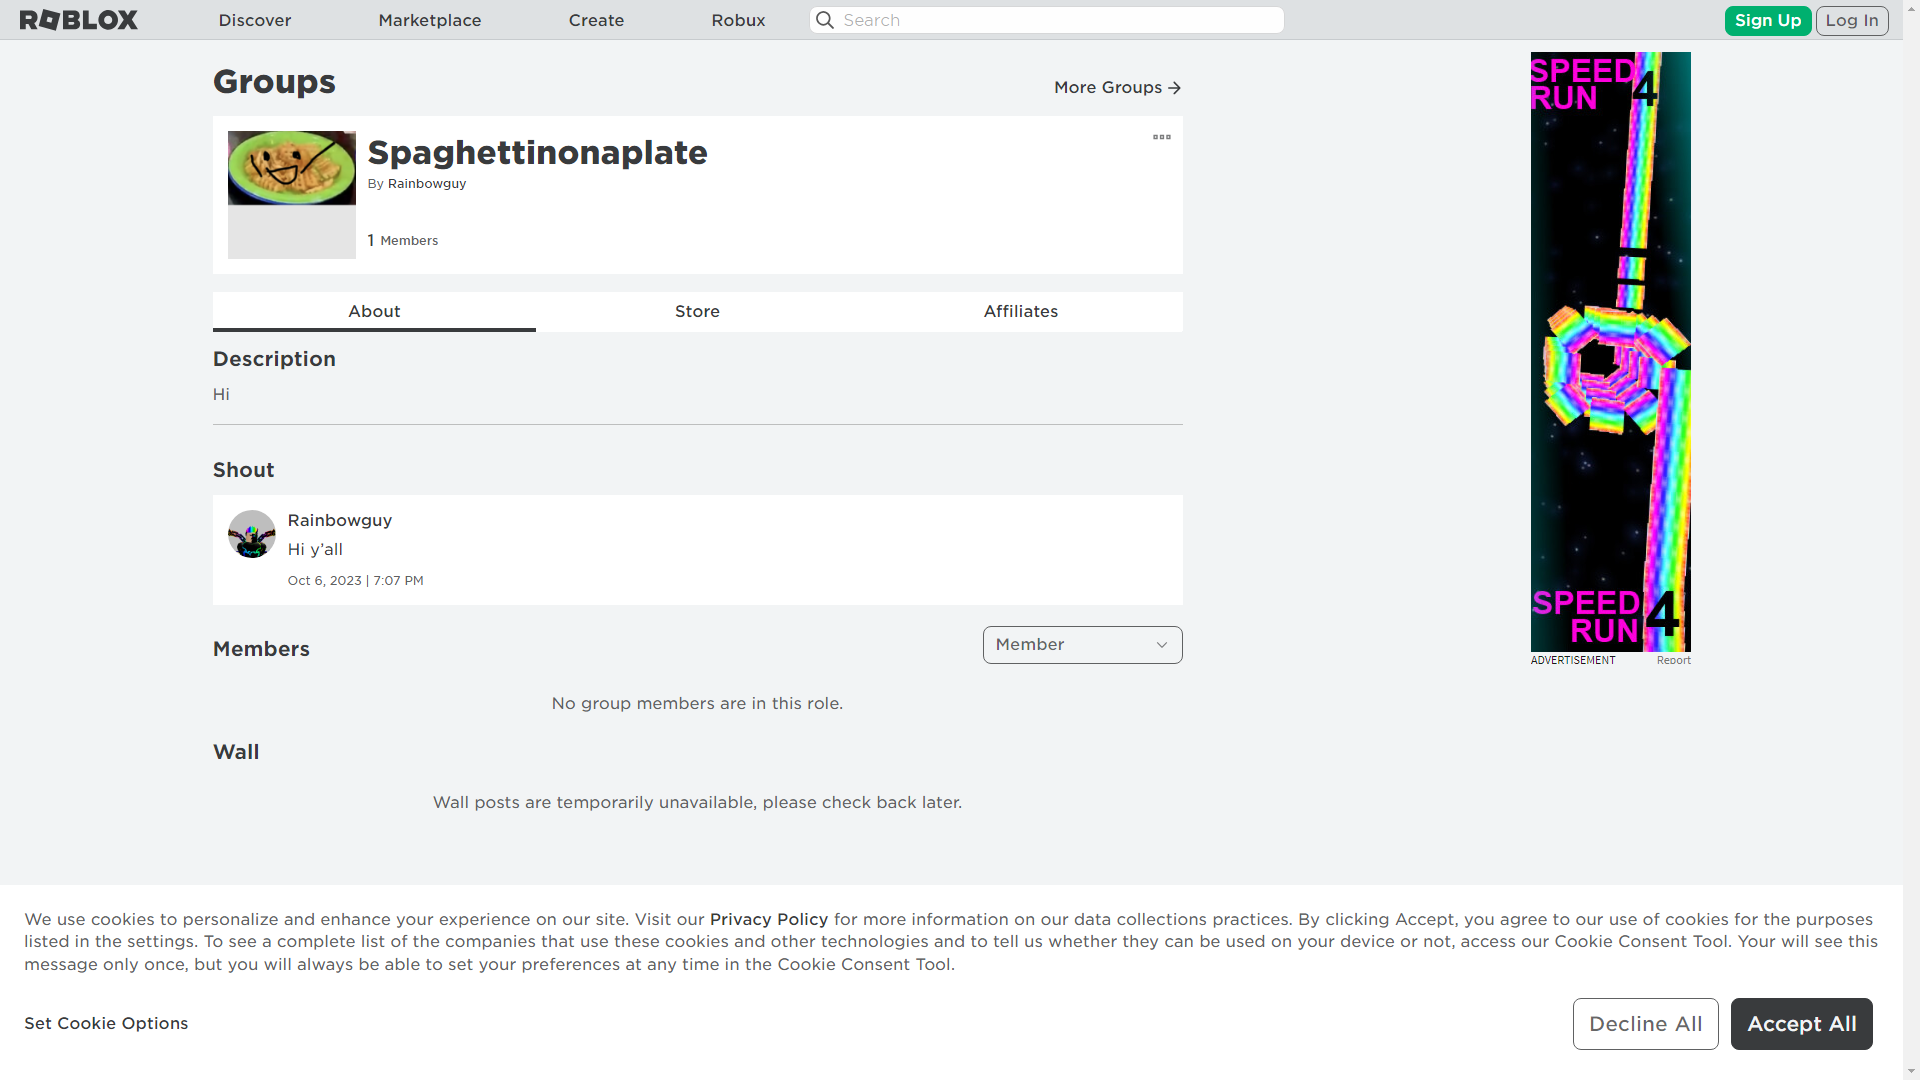 ROBLOX
Discover
Marketplace
Create
Robux
Search
Sign Up
Log In
Groups
More Groups
Spaghettinonaplate
By Rainbowguy
1 Members
About
Store
Affiliates
Description
Hi
Shout
Rainbowguy
Hi y'all
Oct 6, 2023 | 7:07 PM
Members
Member
No group members are in this role.
Wall
Wall posts are temporarily unavailable, please check back later.
SPEED
RUN 4
SPEED
RUN 4
ADVERTISEMENT
Report
We use cookies to personalize and enhance your experience on our site. Visit our Privacy Policy for more information on our data collections practices. By clicking Accept, you agree to our use of cookies for the purposes
listed in the settings. To see a complete list of the companies that use these cookies and other technologies and to tell us whether they can be used on your device or not, access our Cookie Consent Tool. Your will see this
message only once, but you will always be able to set your preferences at any time in the Cookie Consent Tool.
Set Cookie Options
Decline All
Accept All